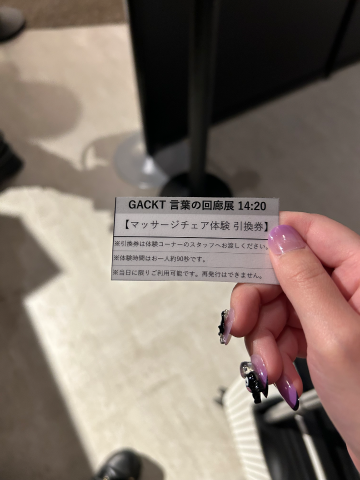 GACKT 言葉の回廊展 14:20
【マッサージチェア体験 引換券】
※引換券は体験コーナーのスタッフへお渡しください。
※体験時間はお一人約90秒です。
※当日に限りご利用可能です。再発行はできません。